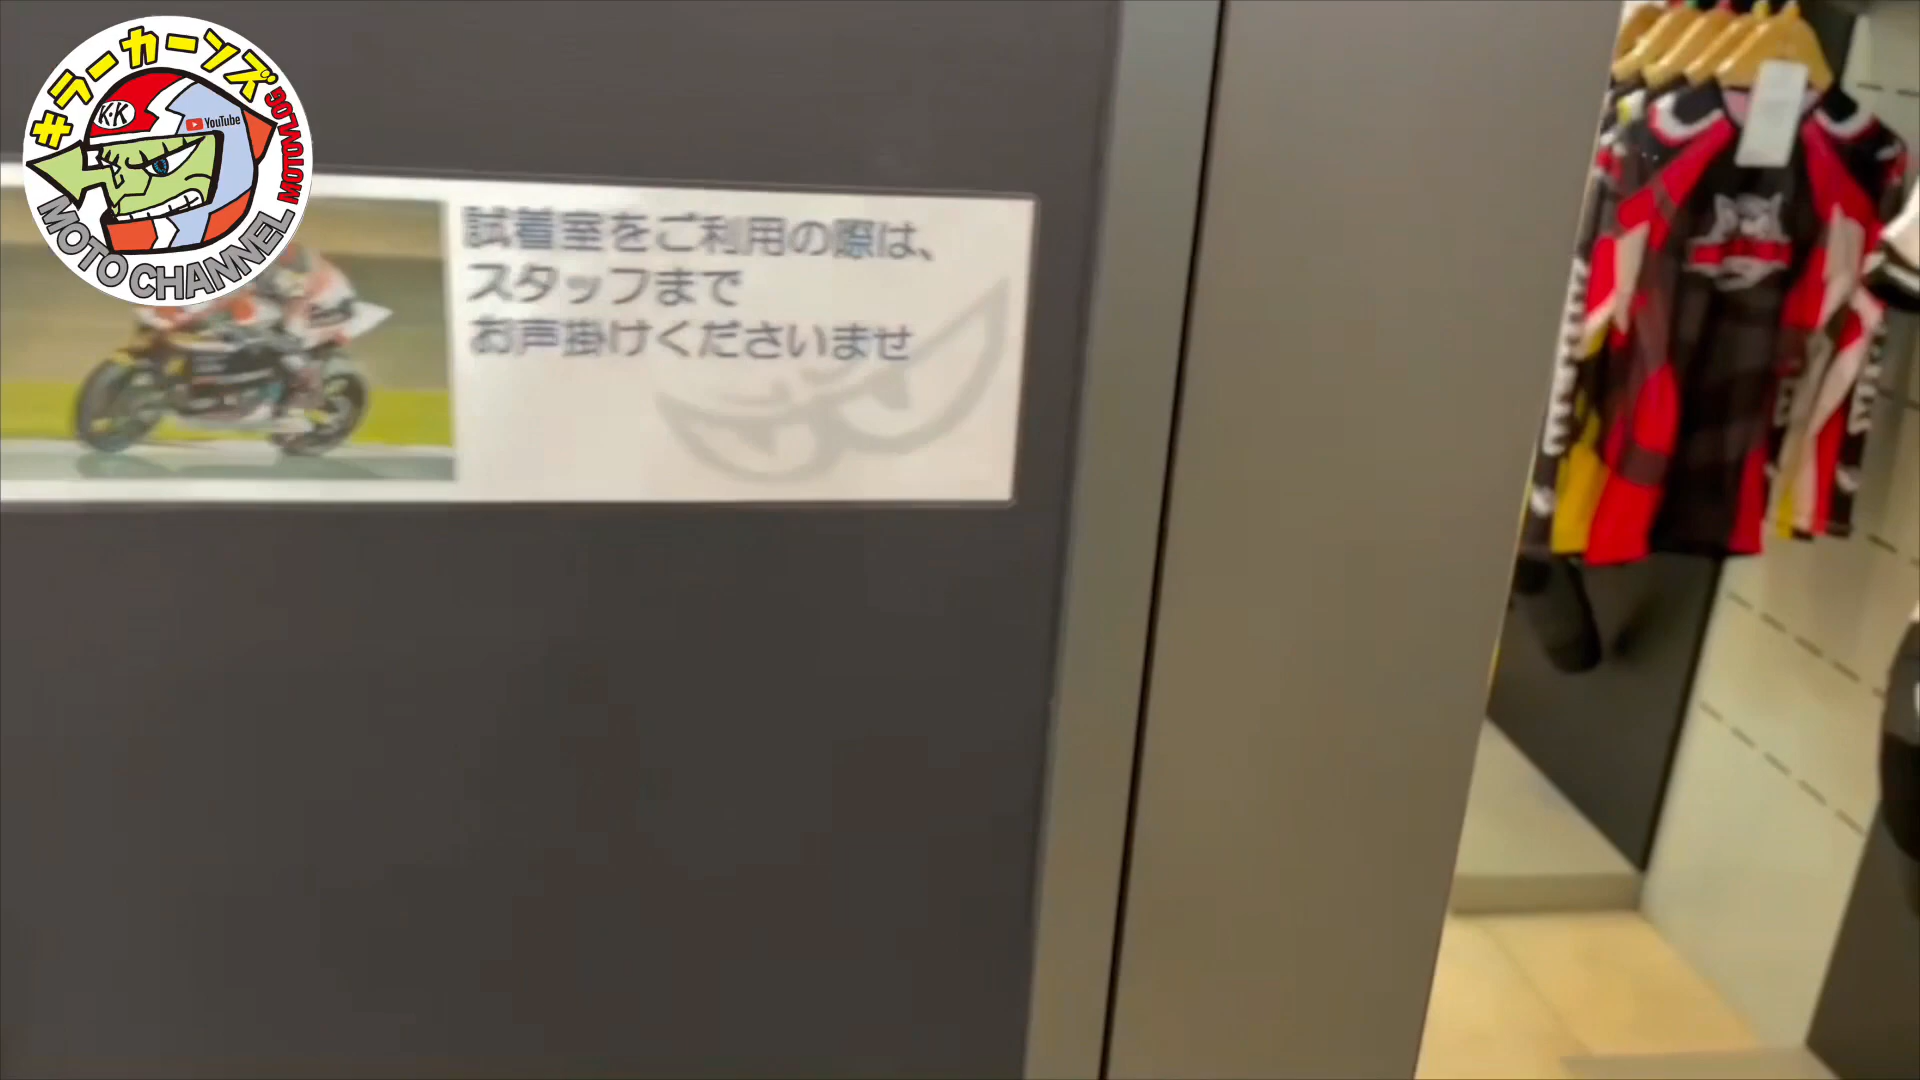 キラーカーンズ
MOTOVLOG
K・K
YouTube
MOTO CHANNEL
試着室をご利用の際は、
スタッフまで
お声掛けくださいませ